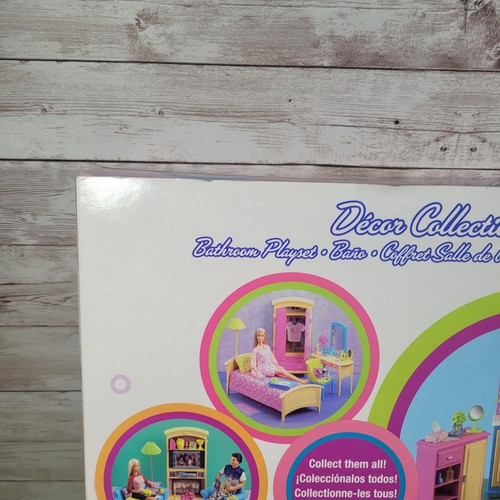 Décor Collecti
Bathroom Playset • Baño • Coffret Salle de
Collect them all!
¡Colecciónalos todos!
Collectionne-les tous!